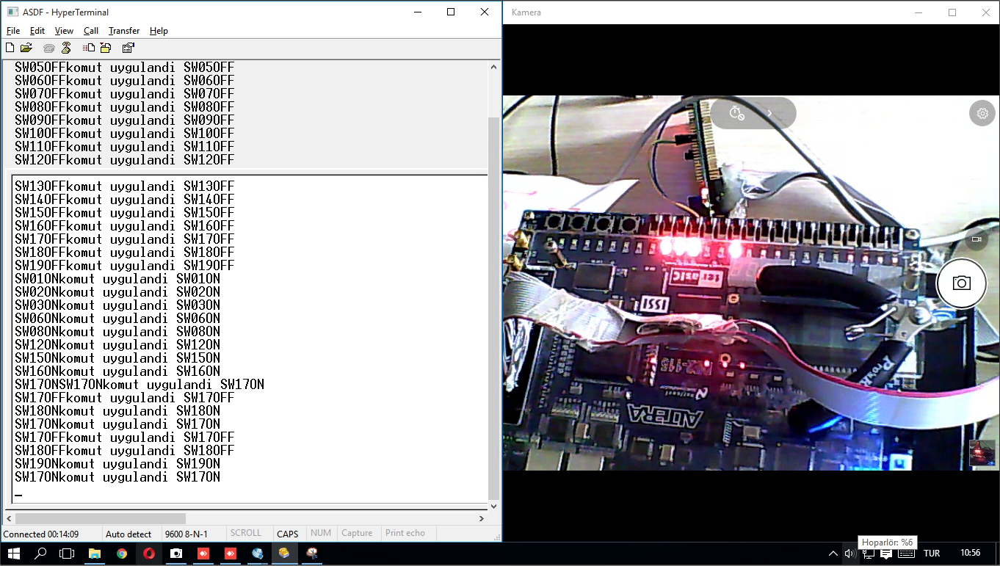 ASDF - HyperTerminal
File Edit View Call Transfer Help
SW05OFFkomut uygulandi SW05OFF
SW06OFFkomut uygulandi SW06OFF
SW07OFFkomut uygulandi SW07OFF
SW08OFFkomut uygulandi SW08OFF
SW09OFFkomut uygulandi SW09OFF
SW10OFFkomut uygulandi SW10OFF
SW11OFFkomut uygulandi SW11OFF
SW12OFFkomut uygulandi SW12OFF
SW13OFFkomut uygulandi SW13OFF
SW14OFFkomut uygulandi SW14OFF
SW15OFFkomut uygulandi SW15OFF
SW16OFFkomut uygulandi SW16OFF
SW17OFFkomut uygulandi SW17OFF
SW18OFFkomut uygulandi SW18OFF
SW19OFFkomut uygulandi SW19OFF
SW01ONkomut uygulandi SW01ON
SW02ONkomut uygulandi SW02ON
SW03ONkomut uygulandi SW03ON
SW06ONkomut uygulandi SW06ON
SW08ONkomut uygulandi SW08ON
SW12ONkomut uygulandi SW12ON
SW15ONkomut uygulandi SW15ON
SW16ONkomut uygulandi SW16ON
SW17ONSW17ONkomut uygulandi SW17ON
SW17OFFkomut uygulandi SW17OFF
SW18ONkomut uygulandi SW18ON
SW17ONkomut uygulandi SW17ON
SW17OFFkomut uygulandi SW17OFF
SW18OFFkomut uygulandi SW18OFF
SW19ONkomut uygulandi SW19ON
SW17ONkomut uygulandi SW17ON
Connected 00:14:09 Auto detect 9600 8-N-1 SCROLL CAPS NUM Capture Print echo
Kamera
ter asic
ISSI
National
ALTERA
Hoparlör: %6
TUR 10:56